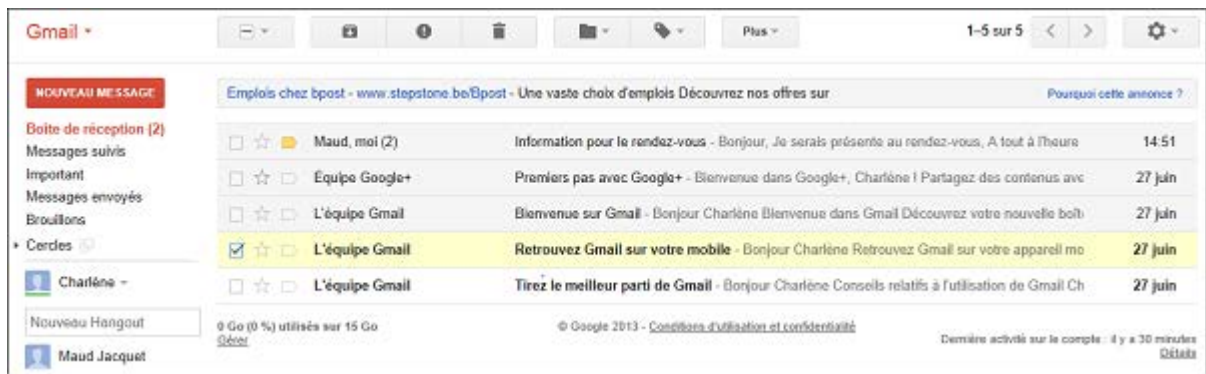 Gmail
Plus
1–5 sur 5
NOUVEAU MESSAGE
Emplois chez bpost - www.stepstone.be/Bpost - Une vaste choix d'emplois Découvrez nos offres sur
Pourquoi cette annonce ?
Boîte de réception (2)
Messages suivis
Important
Messages envoyés
Brouillons
Cercles
Charlène
Nouveau Hangout
Maud Jacquet
Maud, moi (2) Information pour le rendez-vous - Bonjour, Je serais présente au rendez-vous, A tout à l'heure 14:51
Équipe Google+ Premiers pas avec Google+ - Bienvenue dans Google+, Charlène ! Partagez des contenus avec 27 juin
L'équipe Gmail Bienvenue sur Gmail - Bonjour Charlène Bienvenue dans Gmail Découvrez votre nouvelle boît 27 juin
L'équipe Gmail Retrouvez Gmail sur votre mobile - Bonjour Charlène Retrouvez Gmail sur votre appareil mo 27 juin
L'équipe Gmail Tirez le meilleur parti de Gmail - Bonjour Charlène Conseils relatifs à l'utilisation de Gmail Ch 27 juin
0 Go (0 %) utilisés sur 15 Go
Gérer
© Google 2013 - Conditions d'utilisation et confidentialité
Dernière activité sur le compte : il y a 30 minutes
Détails